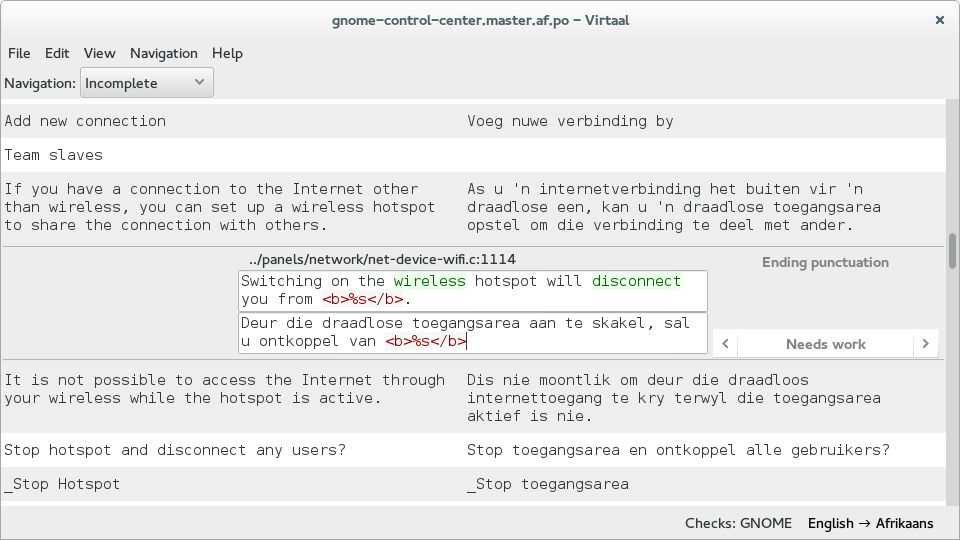 gnome-control-center.master.af.po – Virtaal
File Edit View Navigation Help
Navigation: Incomplete
Add new connection Voeg nuwe verbinding by
Team slaves
If you have a connection to the Internet other
than wireless, you can set up a wireless hotspot
to share the connection with others.
As u 'n internetverbinding het buiten vir 'n
draadlose een, kan u 'n draadlose toegangsarea
opstel om die verbinding te deel met ander.
../panels/network/net-device-wifi.c:1114
Switching on the wireless hotspot will disconnect
you from <b>%s</b>.
Deur die draadlose toegangsarea aan te skakel, sal
u ontkoppel van <b>%s</b>
Ending punctuation
Needs work
It is not possible to access the Internet through
your wireless while the hotspot is active.
Dis nie moontlik om deur die draadloos
internettoegang te kry terwyl die toegangsarea
aktief is nie.
Stop hotspot and disconnect any users? Stop toegangsarea en ontkoppel alle gebruikers?
_Stop Hotspot _Stop toegangsarea
Checks: GNOME English → Afrikaans